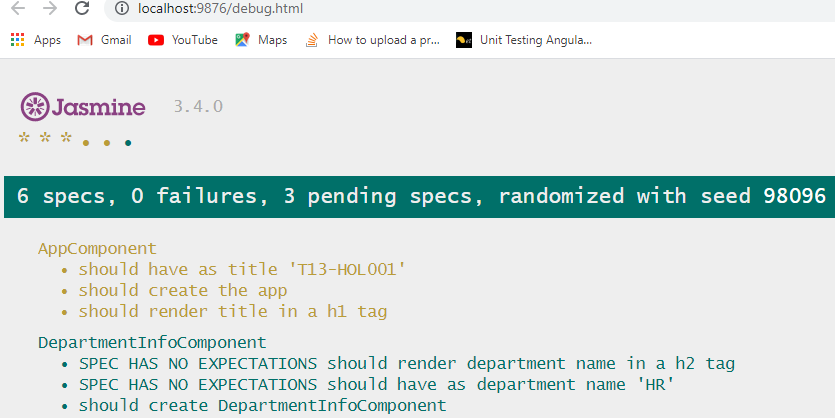 localhost:9876/debug.html
Apps Gmail YouTube Maps How to upload a pr... Unit Testing Angula...
Jasmine 3.4.0
* * * • • •
6 specs, 0 failures, 3 pending specs, randomized with seed 98096
AppComponent
• should have as title 'T13-HOL001'
• should create the app
• should render title in a h1 tag
DepartmentInfoComponent
• SPEC HAS NO EXPECTATIONS should render department name in a h2 tag
• SPEC HAS NO EXPECTATIONS should have as department name 'HR'
• should create DepartmentInfoComponent